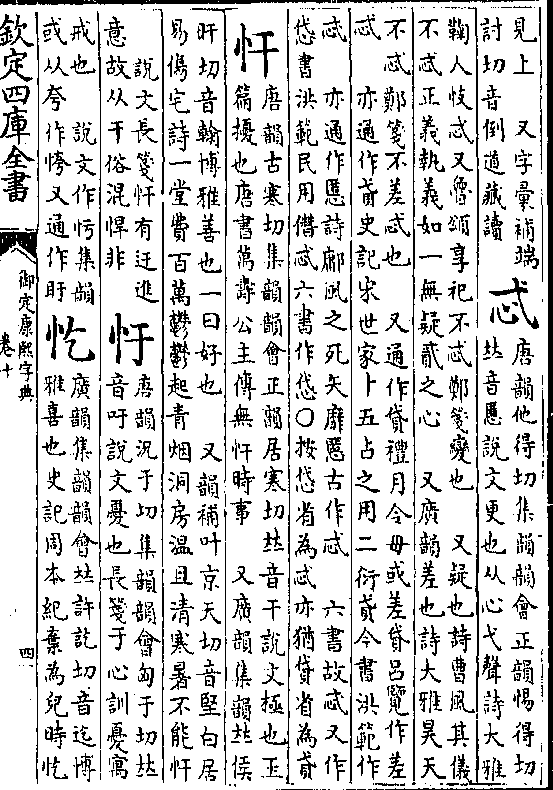 見上 又字彙補端
討切音倒道藏讀
忒
唐韻他得切集韻韻會正韻惕得切
𠀤音慝說文更也从心弋聲詩大雅
鞠人忮忒又魯頌享祀不忒鄭箋變也 又疑也詩曹風其儀
不忒正義執義如一無疑貳之心 又廣韻差也詩大雅昊天
不忒鄭箋不差忒也 又通作貸禮月令毋或差貸呂覽作差
忒 亦通作貣史記宋世家卜五占之用二衍貣今書洪範作
忒 亦通作慝詩鄘風之死矢靡慝古作忒 六書故忒又作
㤥書洪範民用僭忒六書作㤥○按㤥省為忒亦猶貸省為貣
忓
唐韻古寒切集韻韻會正韻居寒切𠀤音干說文極也玉
篇擾也唐書萬壽公主傳無忓時事 又廣韻集韻𠀤侯
旰切音翰博雅善也一曰好也 又韻補叶京天切音堅白居
易傷宅詩一堂費百萬鬱鬱起青烟洞房溫且清寒暑不能忓
說文長箋忓有迂進
意故从干俗混悍非
唐韻況于切集韻韻會匈于切𠀤
音吁說文憂也長箋于心訓憂寓
戒也 說文作 集韻
或从夸作恗又通作盱
忔
廣韻集韻韻會𠀤許訖切音迄博
雅喜也史記周本紀棄為兒時忔
欽定四庫全書
御定康熙字典
卷十
四